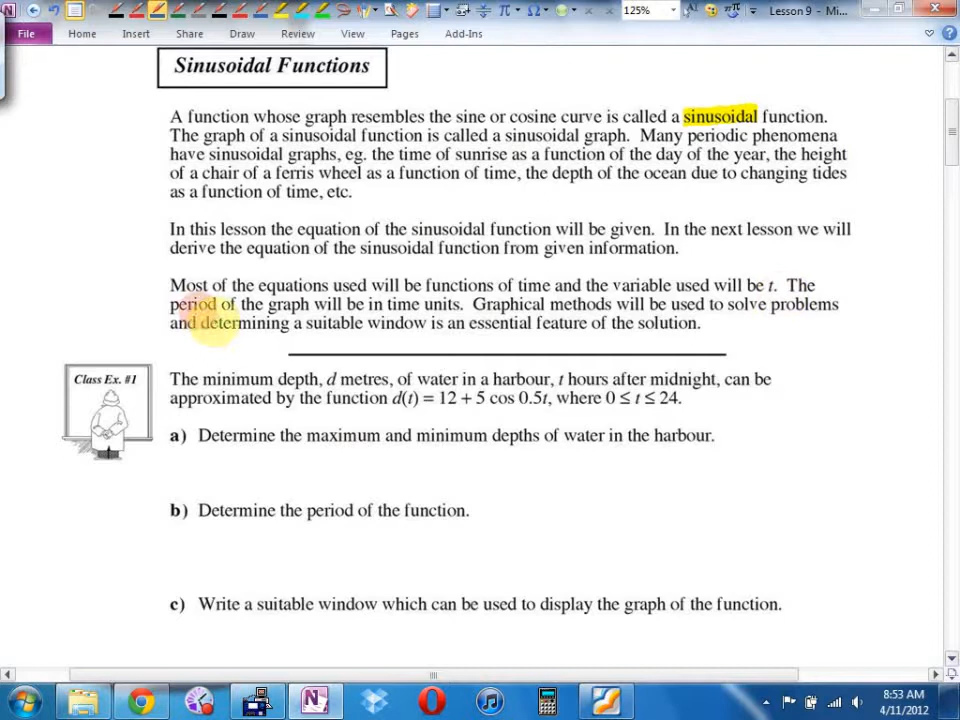 125%
Lesson 9 - Mi...
File Home Insert Share Draw Review View Pages Add-Ins
Sinusoidal Functions
A function whose graph resembles the sine or cosine curve is called a sinusoidal function.
The graph of a sinusoidal function is called a sinusoidal graph. Many periodic phenomena
have sinusoidal graphs, eg. the time of sunrise as a function of the day of the year, the height
of a chair of a ferris wheel as a function of time, the depth of the ocean due to changing tides
as a function of time, etc.
In this lesson the equation of the sinusoidal function will be given. In the next lesson we will
derive the equation of the sinusoidal function from given information.
Most of the equations used will be functions of time and the variable used will be t. The
period of the graph will be in time units. Graphical methods will be used to solve problems
and determining a suitable window is an essential feature of the solution.
Class Ex. #1
The minimum depth, d metres, of water in a harbour, t hours after midnight, can be
approximated by the function d(t) = 12 + 5 cos 0.5t, where 0 ≤ t ≤ 24.
a) Determine the maximum and minimum depths of water in the harbour.
b) Determine the period of the function.
c) Write a suitable window which can be used to display the graph of the function.
8:53 AM
4/11/2012